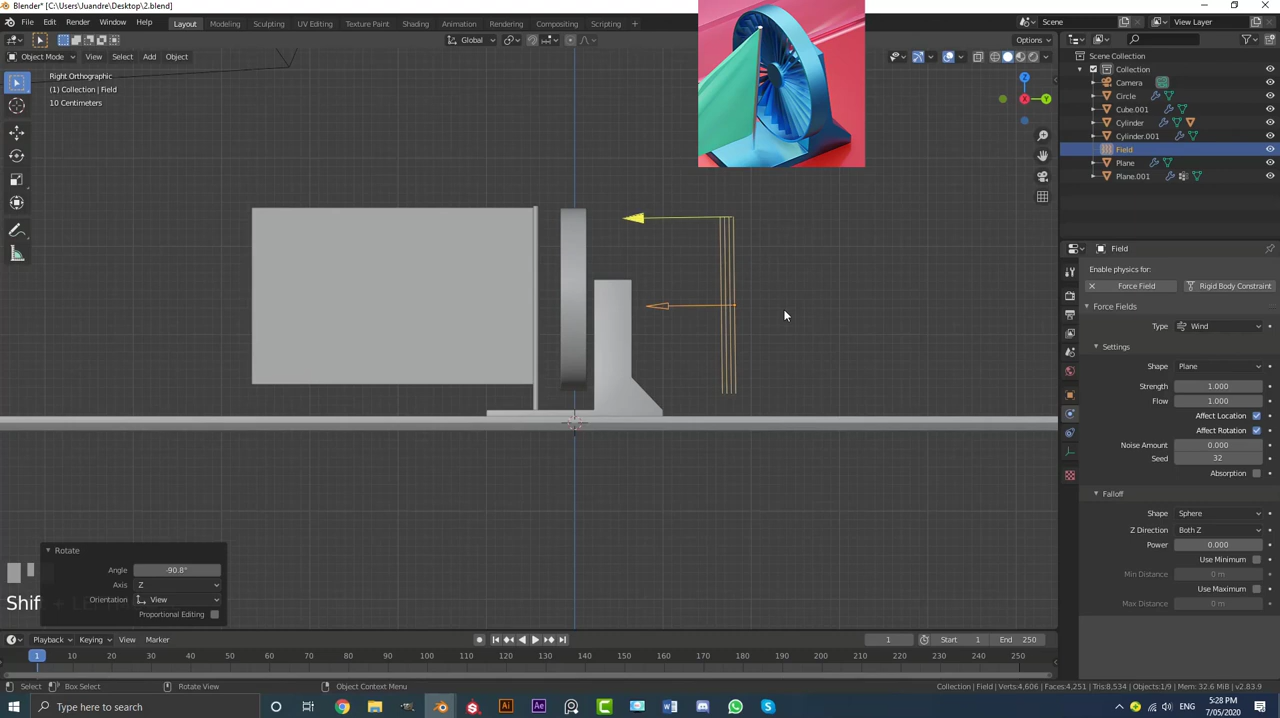 Blender* [C:\Users\Juandre\Desktop\2.blend]
File Edit Render Window Help Layout Modeling Sculpting UV Editing Texture Paint Shading Animation Rendering Compositing Scripting +
Scene View Layer
Global Options
Object Mode View Select Add Object
Right Orthographic
(1) Collection | Field
10 Centimeters
Scene Collection
Collection
Camera
Circle
Cube.001
Cylinder
Cylinder.001
Field
Plane
Plane.001
Field
Enable physics for:
Force Field Rigid Body Constraint
Force Fields
Type Wind
Settings
Shape Plane
Strength 1.000
Flow 1.000
Affect Location
Affect Rotation
Noise Amount 0.000
Seed 32
Absorption
Falloff
Shape Sphere
Z Direction Both Z
Power 0.000
Use Minimum
Min Distance 0 m
Use Maximum
Max Distance 0 m
Rotate
Angle -90.8°
Axis Z
Orientation View
Proportional Editing
Shift
X Z Y
Playback Keying View Marker 1 Start 1 End 250
1 10 20 30 40 50 60 70 80 90 100 110 120 130 140 150 160 170 180 190 200 210 220 230 240 250
Select Box Select Rotate View Object Context Menu Collection | Field | Verts:4,606 | Faces:4,251 | Tris:8,534 | Objects:1/9 | Mem: 32.6 MiB | v2.83.9
Type here to search
5:28 PM
7/05/2020